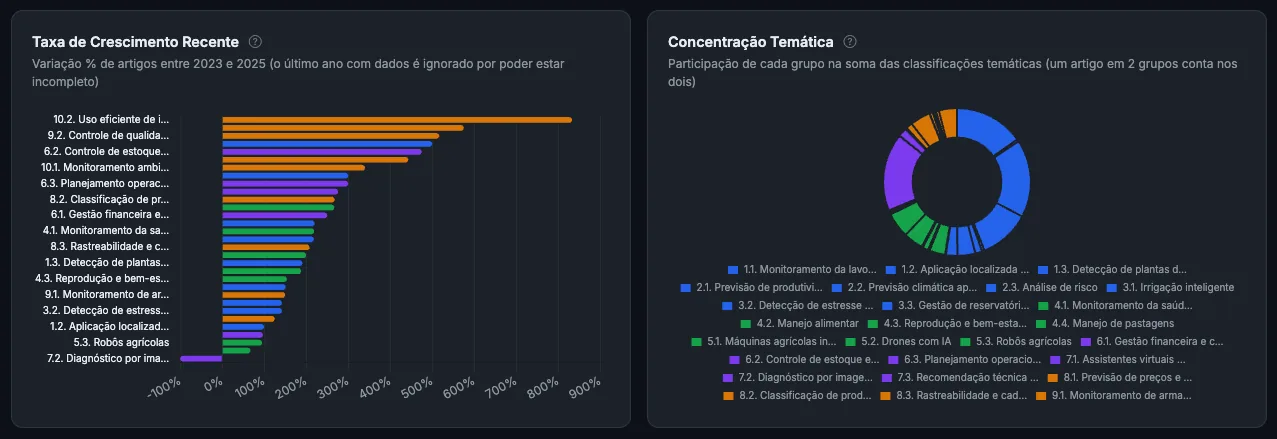 Taxa de Crescimento Recente ?
Variação % de artigos entre 2023 e 2025 (o último ano com dados é ignorado por poder estar
incompleto)
10.2. Uso eficiente de i...
9.2. Controle de qualida...
6.2. Controle de estoque...
10.1. Monitoramento ambi...
6.3. Planejamento operac...
8.2. Classificação de pr...
6.1. Gestão financeira e...
4.1. Monitoramento da sa...
8.3. Rastreabilidade e c...
1.3. Detecção de plantas...
4.3. Reprodução e bem-es...
9.1. Monitoramento de ar...
3.2. Detecção de estress...
1.2. Aplicação localizad...
5.3. Robôs agrícolas
7.2. Diagnóstico por ima...
-100% 0% 100% 200% 300% 400% 500% 600% 700% 800% 900%
Concentração Temática ?
Participação de cada grupo na soma das classificações temáticas (um artigo em 2 grupos conta nos
dois)
1.1. Monitoramento da lavo... 1.2. Aplicação localizada ... 1.3. Detecção de plantas d...
2.1. Previsão de produtivi... 2.2. Previsão climática ap... 2.3. Análise de risco 3.1. Irrigação inteligente
3.2. Detecção de estresse ... 3.3. Gestão de reservatóri... 4.1. Monitoramento da saúd...
4.2. Manejo alimentar 4.3. Reprodução e bem-esta... 4.4. Manejo de pastagens
5.1. Máquinas agrícolas in... 5.2. Drones com IA 5.3. Robôs agrícolas 6.1. Gestão financeira e c...
6.2. Controle de estoque e... 6.3. Planejamento operacio... 7.1. Assistentes virtuais ...
7.2. Diagnóstico por image... 7.3. Recomendação técnica ... 8.1. Previsão de preços e ...
8.2. Classificação de prod... 8.3. Rastreabilidade e cad... 9.1. Monitoramento de arma...